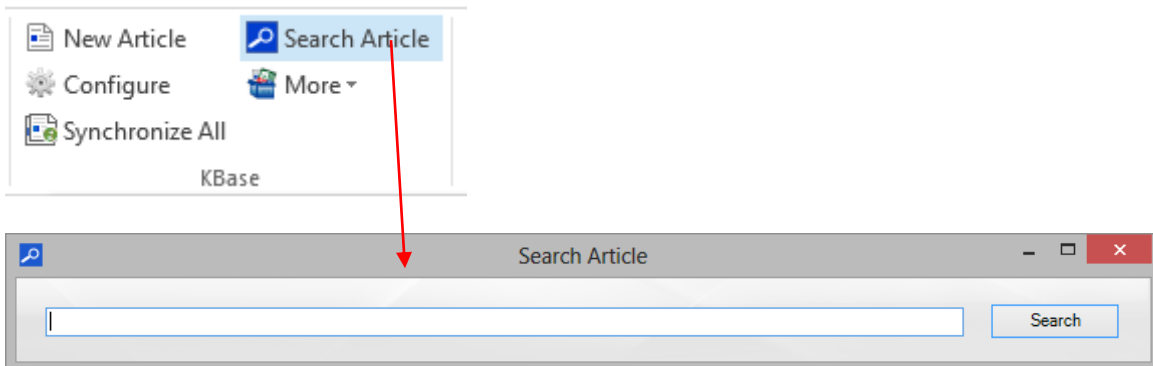 New Article Search Article
Configure More
Synchronize All
KBase
Search Article
Search